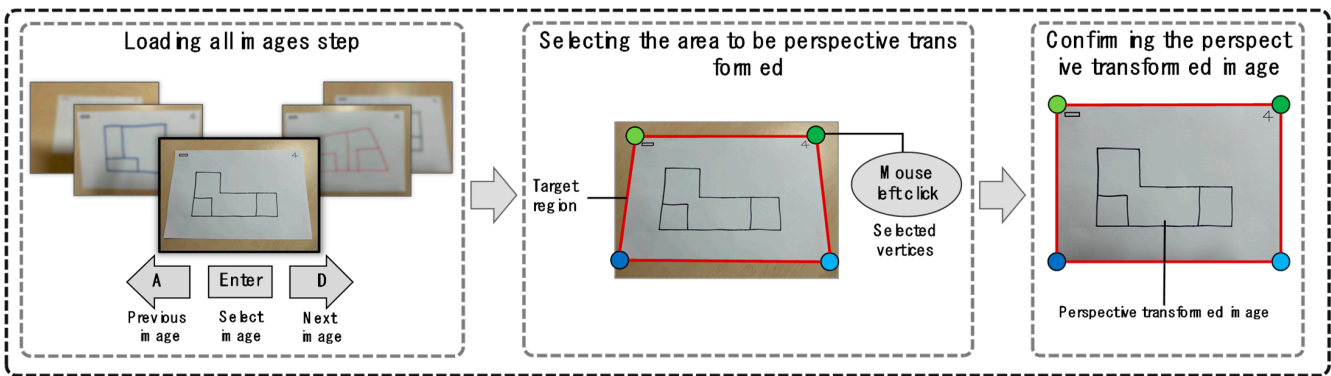 Loading all images step
A
Enter
D
Previous
image
Select
image
Next
image
Selecting the area to be perspective trans
formed
4
4
Target
region
Mouse
left click
Selected
vertices
Confirming the perspect
ive transformed image
4
Perspective transformed image